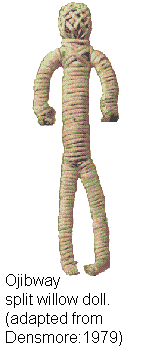 Ojibway
split willow doll.
(adapted from
Densmore:1979)